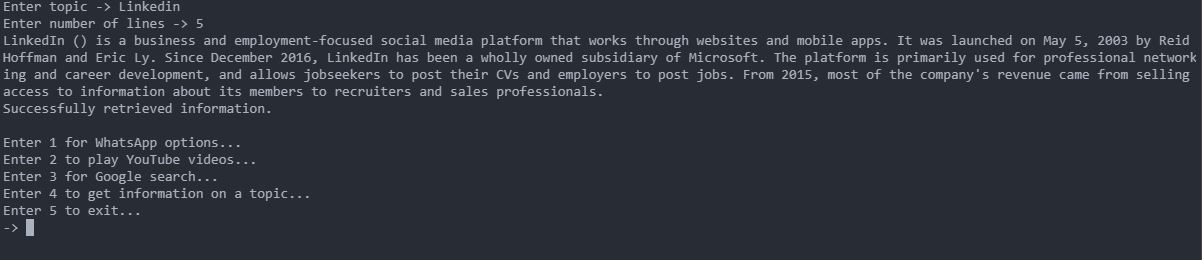 Enter topic -> Linkedin
Enter number of lines -> 5
LinkedIn () is a business and employment-focused social media platform that works through websites and mobile apps. It was launched on May 5, 2003 by Reid
Hoffman and Eric Ly. Since December 2016, LinkedIn has been a wholly owned subsidiary of Microsoft. The platform is primarily used for professional network
ing and career development, and allows jobseekers to post their CVs and employers to post jobs. From 2015, most of the company's revenue came from selling
access to information about its members to recruiters and sales professionals.
Successfully retrieved information.

Enter 1 for WhatsApp options...
Enter 2 to play YouTube videos...
Enter 3 for Google search...
Enter 4 to get information on a topic...
Enter 5 to exit...
->